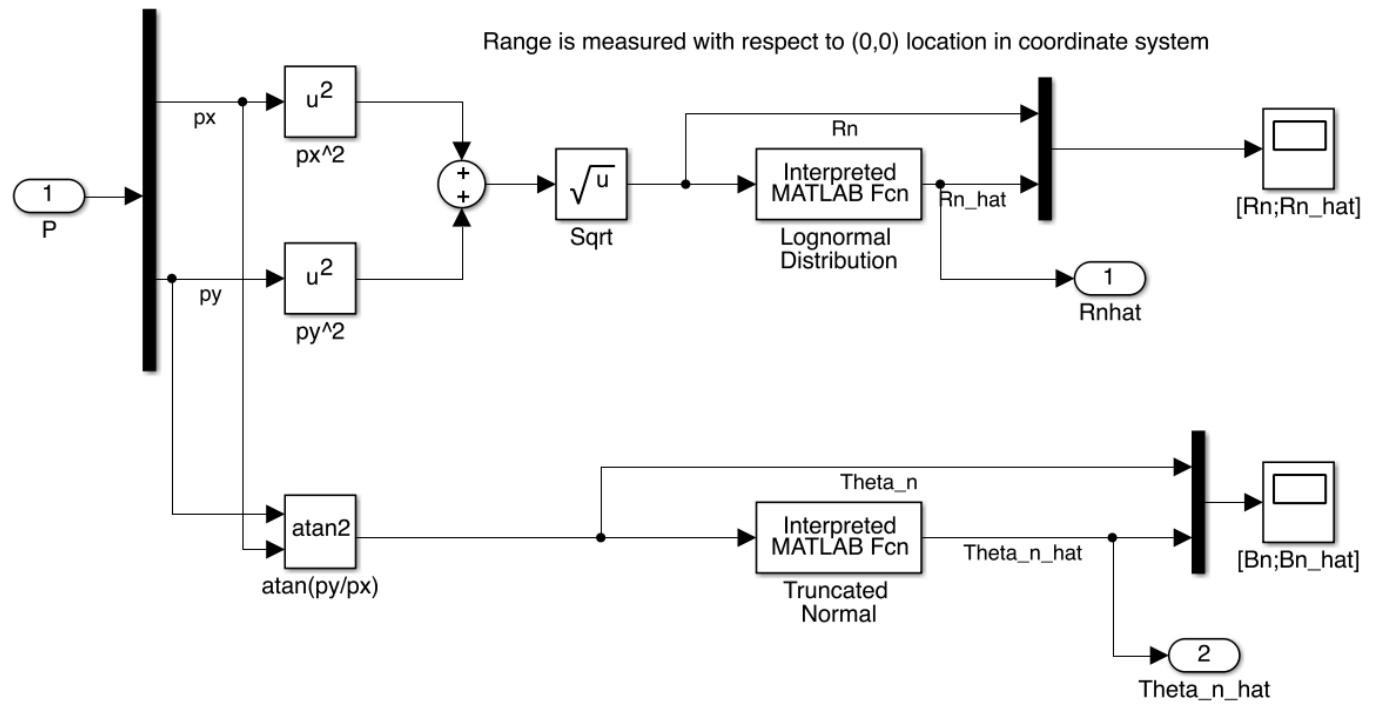 Range is measured with respect to (0,0) location in coordinate system
px
u²
px^2
1
P
+
+
√u
Sqrt
Rn
Interpreted
MATLAB Fcn
Lognormal
Distribution
Rn_hat
[Rn;Rn_hat]
py
u²
py^2
1
Rnhat
atan2
atan(py/px)
Theta_n
Interpreted
MATLAB Fcn
Truncated
Normal
Theta_n_hat
[Bn;Bn_hat]
2
Theta_n_hat